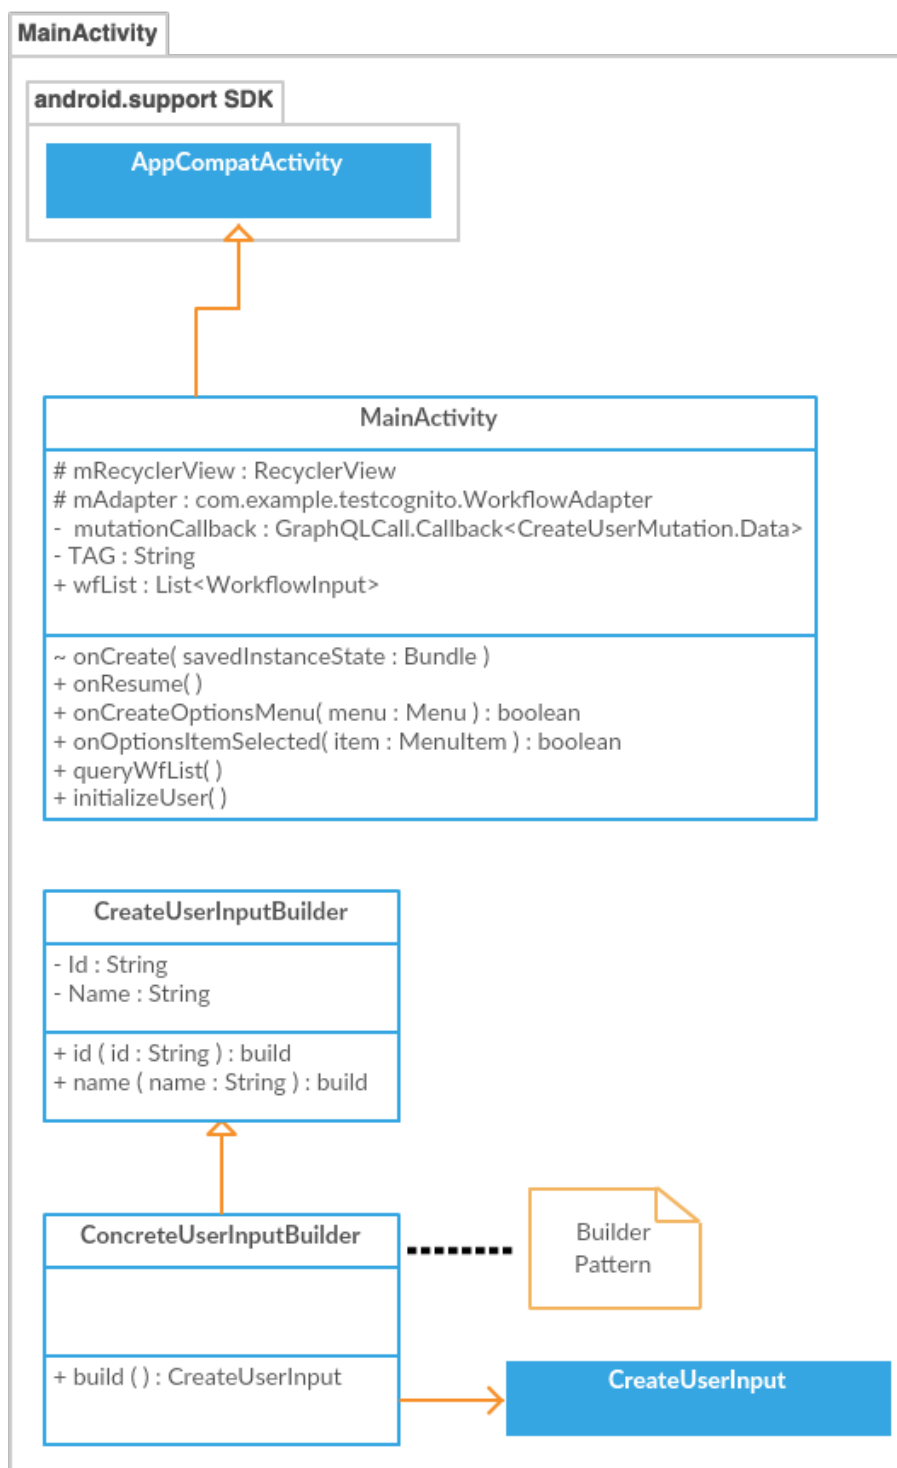 MainActivity
android.support SDK
AppCompatActivity
MainActivity
# mRecyclerView : RecyclerView
# mAdapter : com.example.testcognito.WorkflowAdapter
- mutationCallback : GraphQLCall.Callback<CreateUserMutation.Data>
- TAG : String
+ wfList : List<WorkflowInput>
~ onCreate( savedInstanceState : Bundle )
+ onResume( )
+ onCreateOptionsMenu( menu : Menu ) : boolean
+ onOptionsItemSelected( item : MenuItem ) : boolean
+ queryWfList( )
+ initializeUser( )
CreateUserInputBuilder
- Id : String
- Name : String
+ id ( id : String ) : build
+ name ( name : String ) : build
ConcreteUserInputBuilder
Builder
Pattern
+ build ( ) : CreateUserInput
CreateUserInput